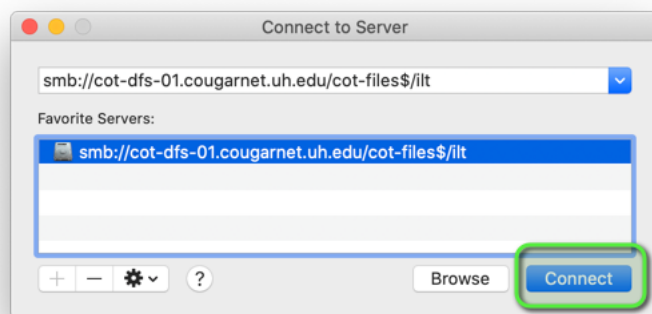 Connect to Server
smb://cot-dfs-01.cougarnet.uh.edu/cot-files$/ilt
Favorite Servers:
smb://cot-dfs-01.cougarnet.uh.edu/cot-files$/ilt
+ − ? Browse Connect